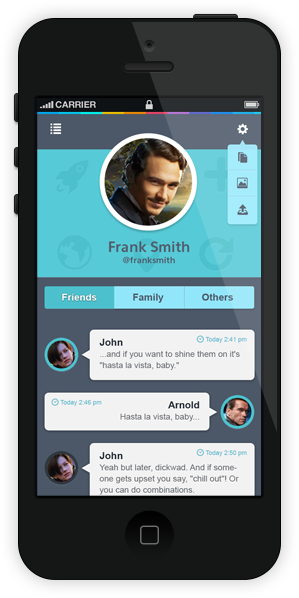 CARRIER
Frank Smith
@franksmith
Friends Family Others
John Today 2:41 pm
...and if you want to shine them on it's
"hasta la vista, baby."
Today 2:46 pm Arnold
Hasta la vista, baby...
John Today 2:50 pm
Yeah but later, dickwad. And if some-
one gets upset you say, "chill out"! Or
you can do combinations.